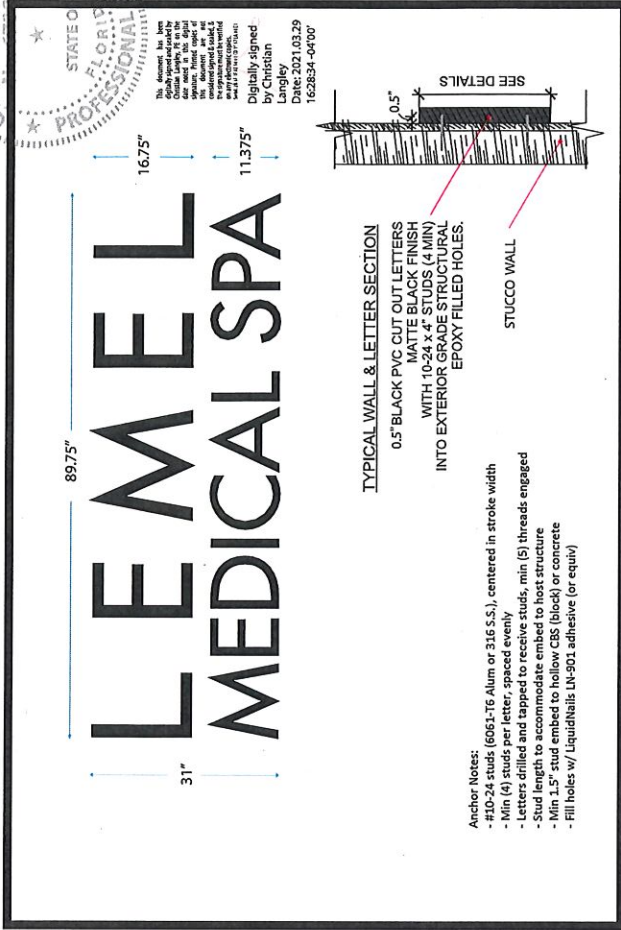 STATE O
FLORID
PROFESSIONAL
This document has been
digitally signed and sealed by
Christian Langley, PE on the
date noted in this digital
signature. Printed copies of
this document are not
considered signed & sealed &
the signature must be verified
on any electronic copies.
Digitally signed
by Christian
Langley
Date: 2021.03.29
16:28:34 -04'00'
89.75"
LEMEL
16.75"
MEDICAL SPA
11.375"
31"
TYPICAL WALL & LETTER SECTION
0.5" BLACK PVC CUT OUT LETTERS
MATTE BLACK FINISH
WITH 10-24 x 4" STUDS (4 MIN)
INTO EXTERIOR GRADE STRUCTURAL
EPOXY FILLED HOLES.
STUCCO WALL
0.5"
SEE DETAILS
Anchor Notes:
- #10-24 studs (6061-T6 Alum or 316 S.S.), centered in stroke width
- Min (4) studs per letter, spaced evenly
- Letters drilled and tapped to receive studs, min (5) threads engaged
- Stud length to accommodate embed to host structure
- Min 1.5" stud embed to hollow CBS (block) or concrete
- Fill holes w/ LiquidNails LN-901 adhesive (or equiv)